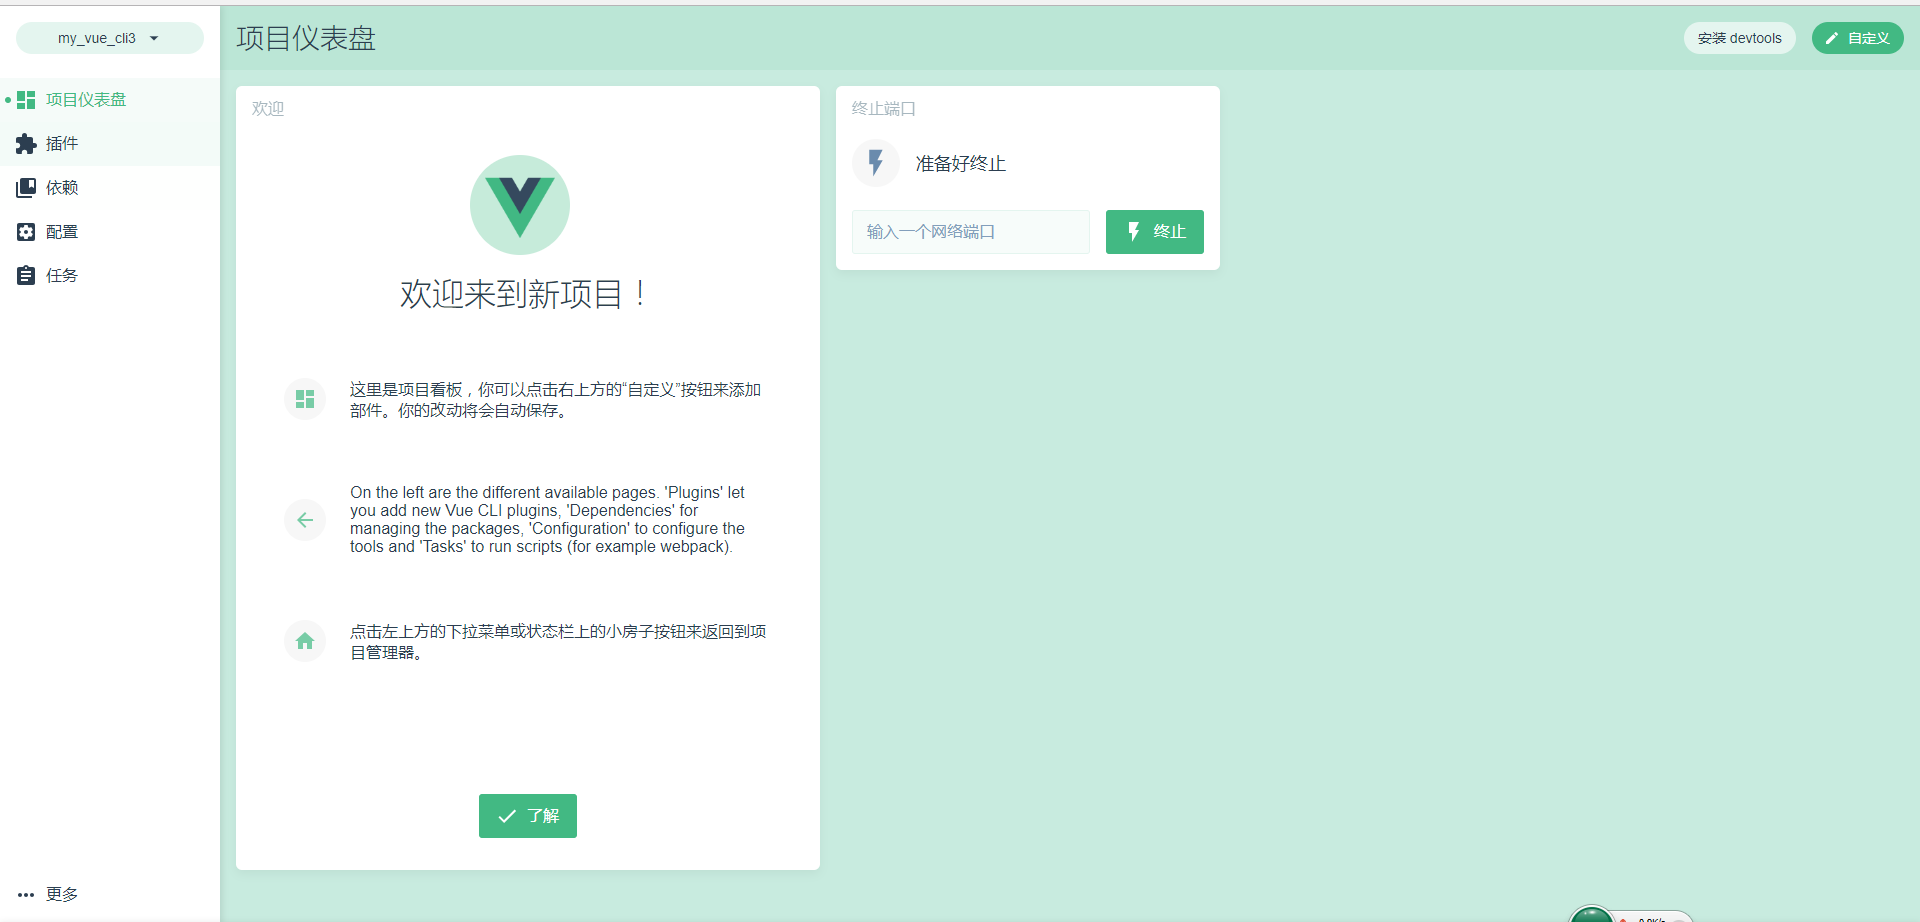 my_vue_cli3
项目仪表盘
安装 devtools
自定义
项目仪表盘
插件
依赖
配置
任务
更多
欢迎
欢迎来到新项目！
这里是项目看板，你可以点击右上方的“自定义”按钮来添加
部件。你的改动将会自动保存。
On the left are the different available pages. 'Plugins' let
you add new Vue CLI plugins, 'Dependencies' for
managing the packages, 'Configuration' to configure the
tools and 'Tasks' to run scripts (for example webpack).
点击左上方的下拉菜单或状态栏上的小房子按钮来返回到项
目管理器。
了解
终止端口
准备好终止
输入一个网络端口
终止